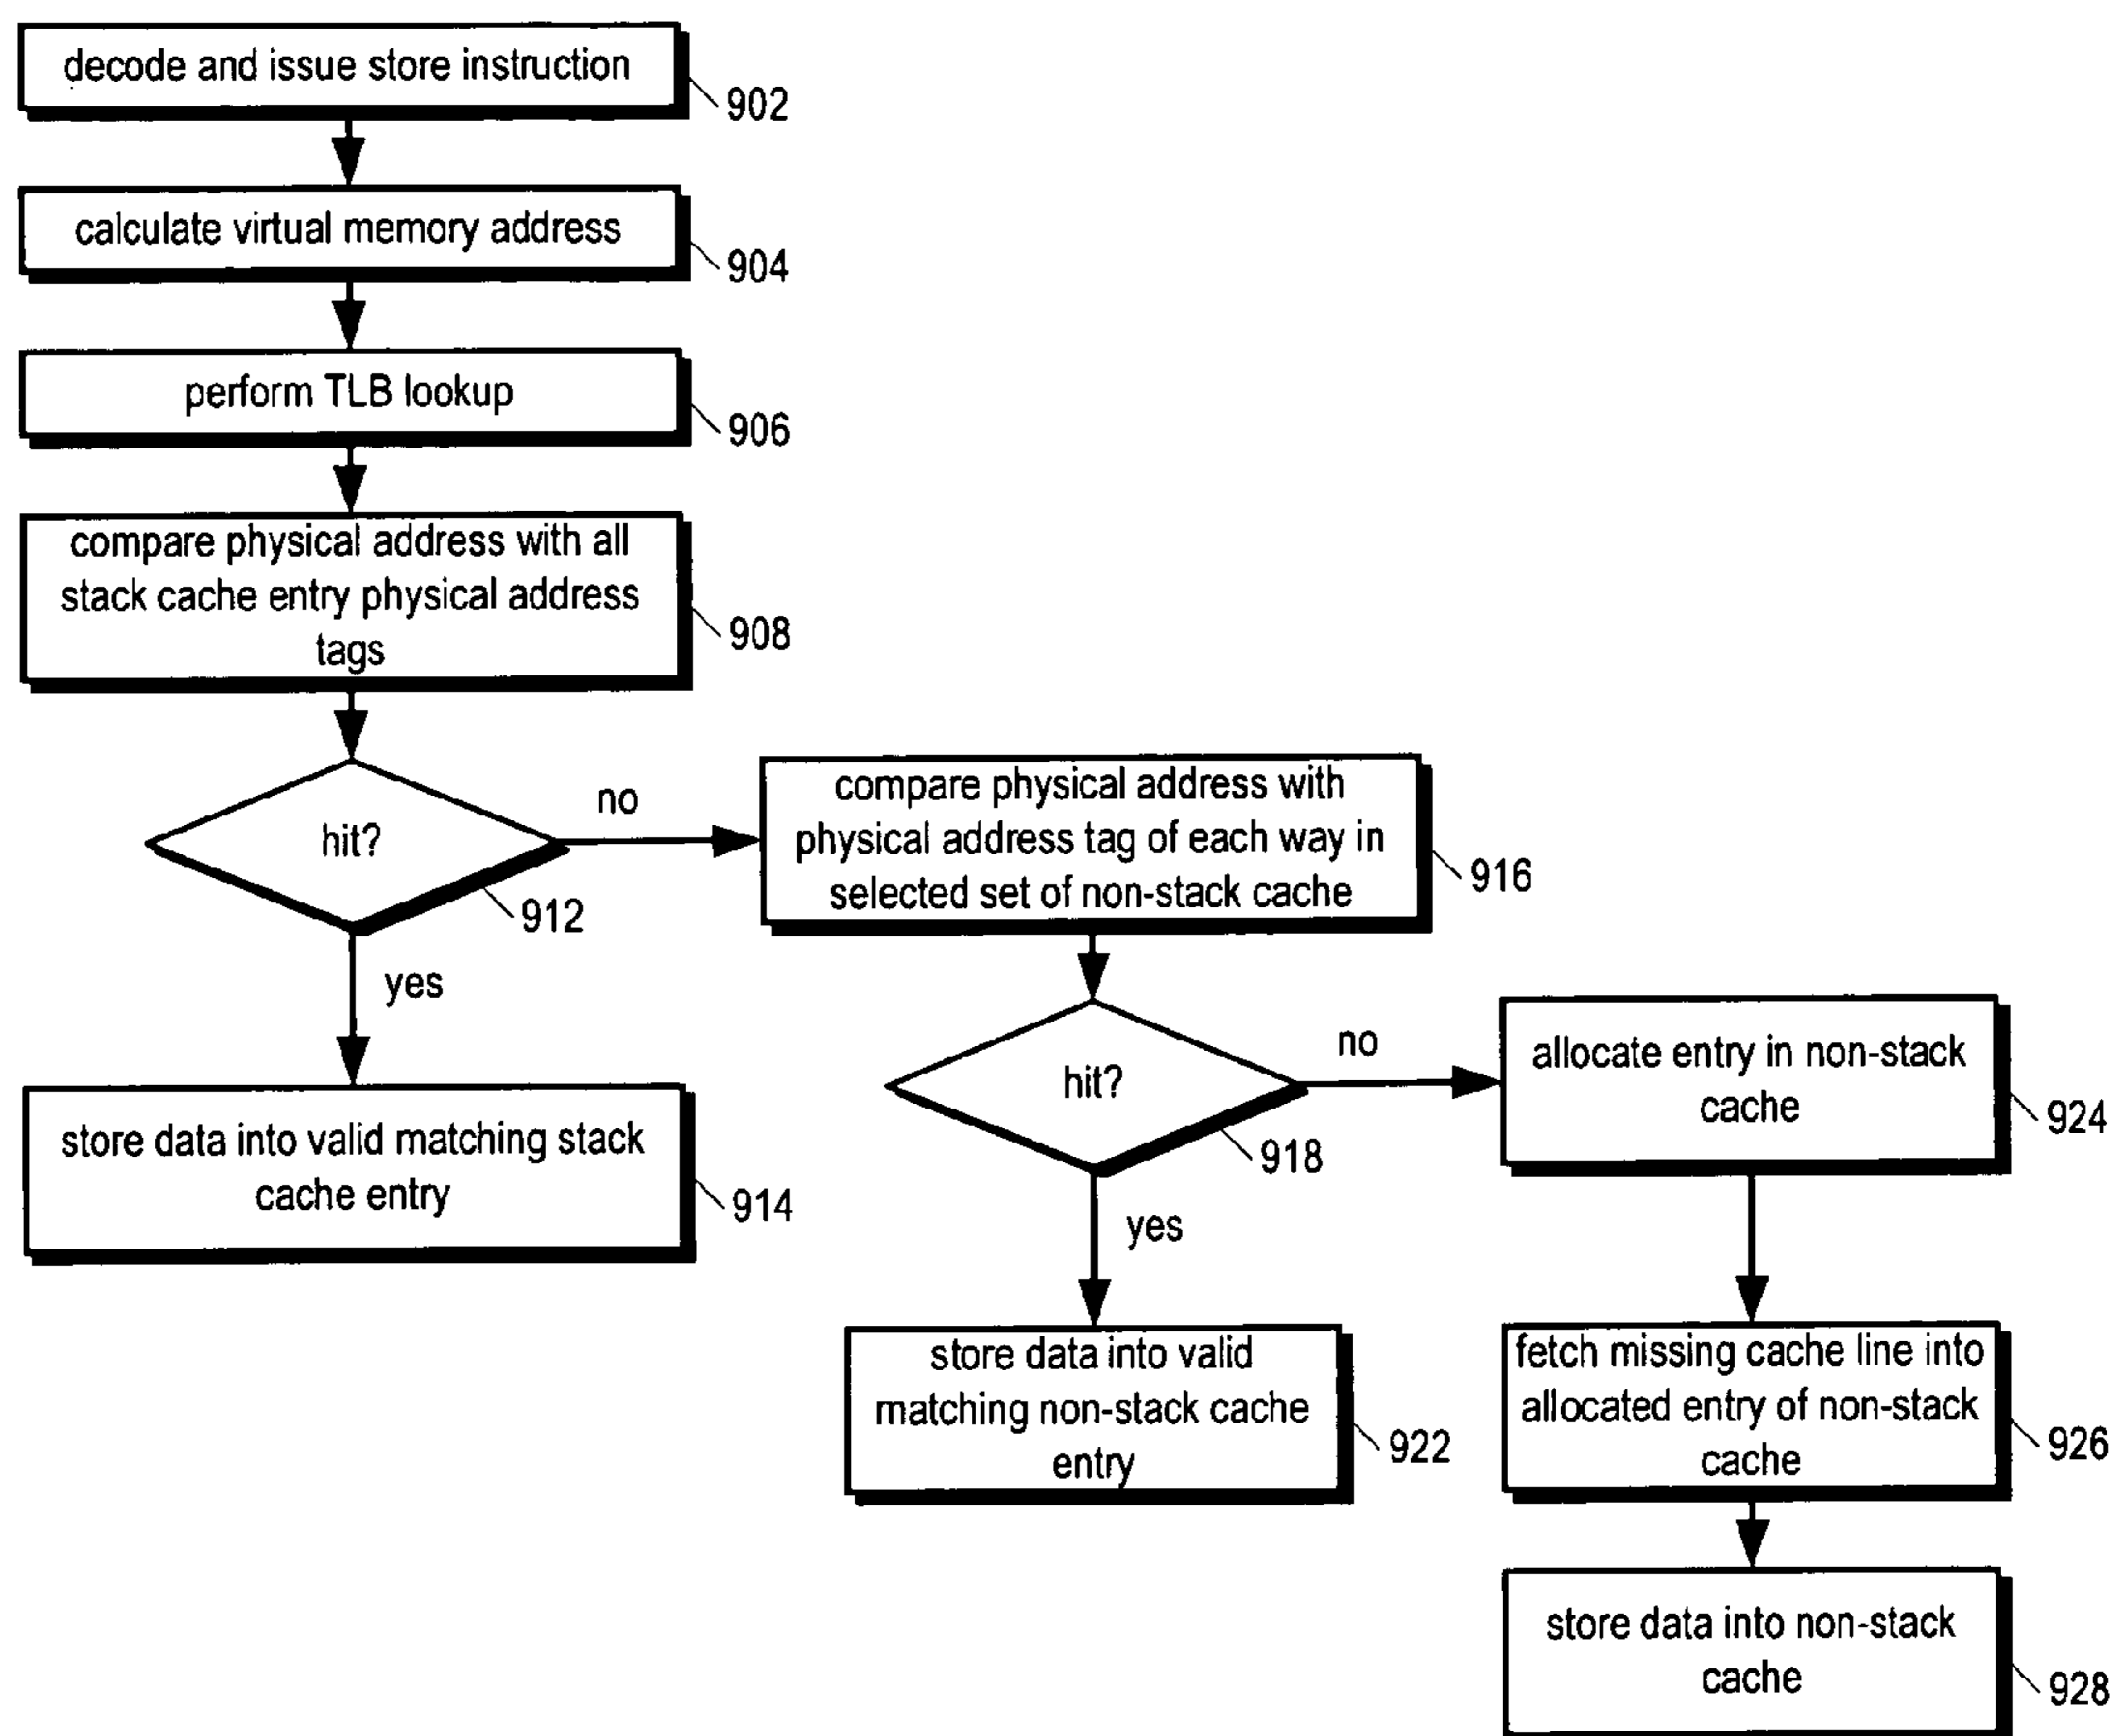 decode and issue store instruction
902
calculate virtual memory address
904
perform TLB lookup
906
compare physical address with all
stack cache entry physical address
tags
908
hit?
912
no
yes
store data into valid matching stack
cache entry
914
compare physical address with
physical address tag of each way in
selected set of non-stack cache
916
hit?
918
no
yes
store data into valid
matching non-stack cache
entry
922
allocate entry in non-stack
cache
924
fetch missing cache line into
allocated entry of non-stack
cache
926
store data into non-stack
cache
928